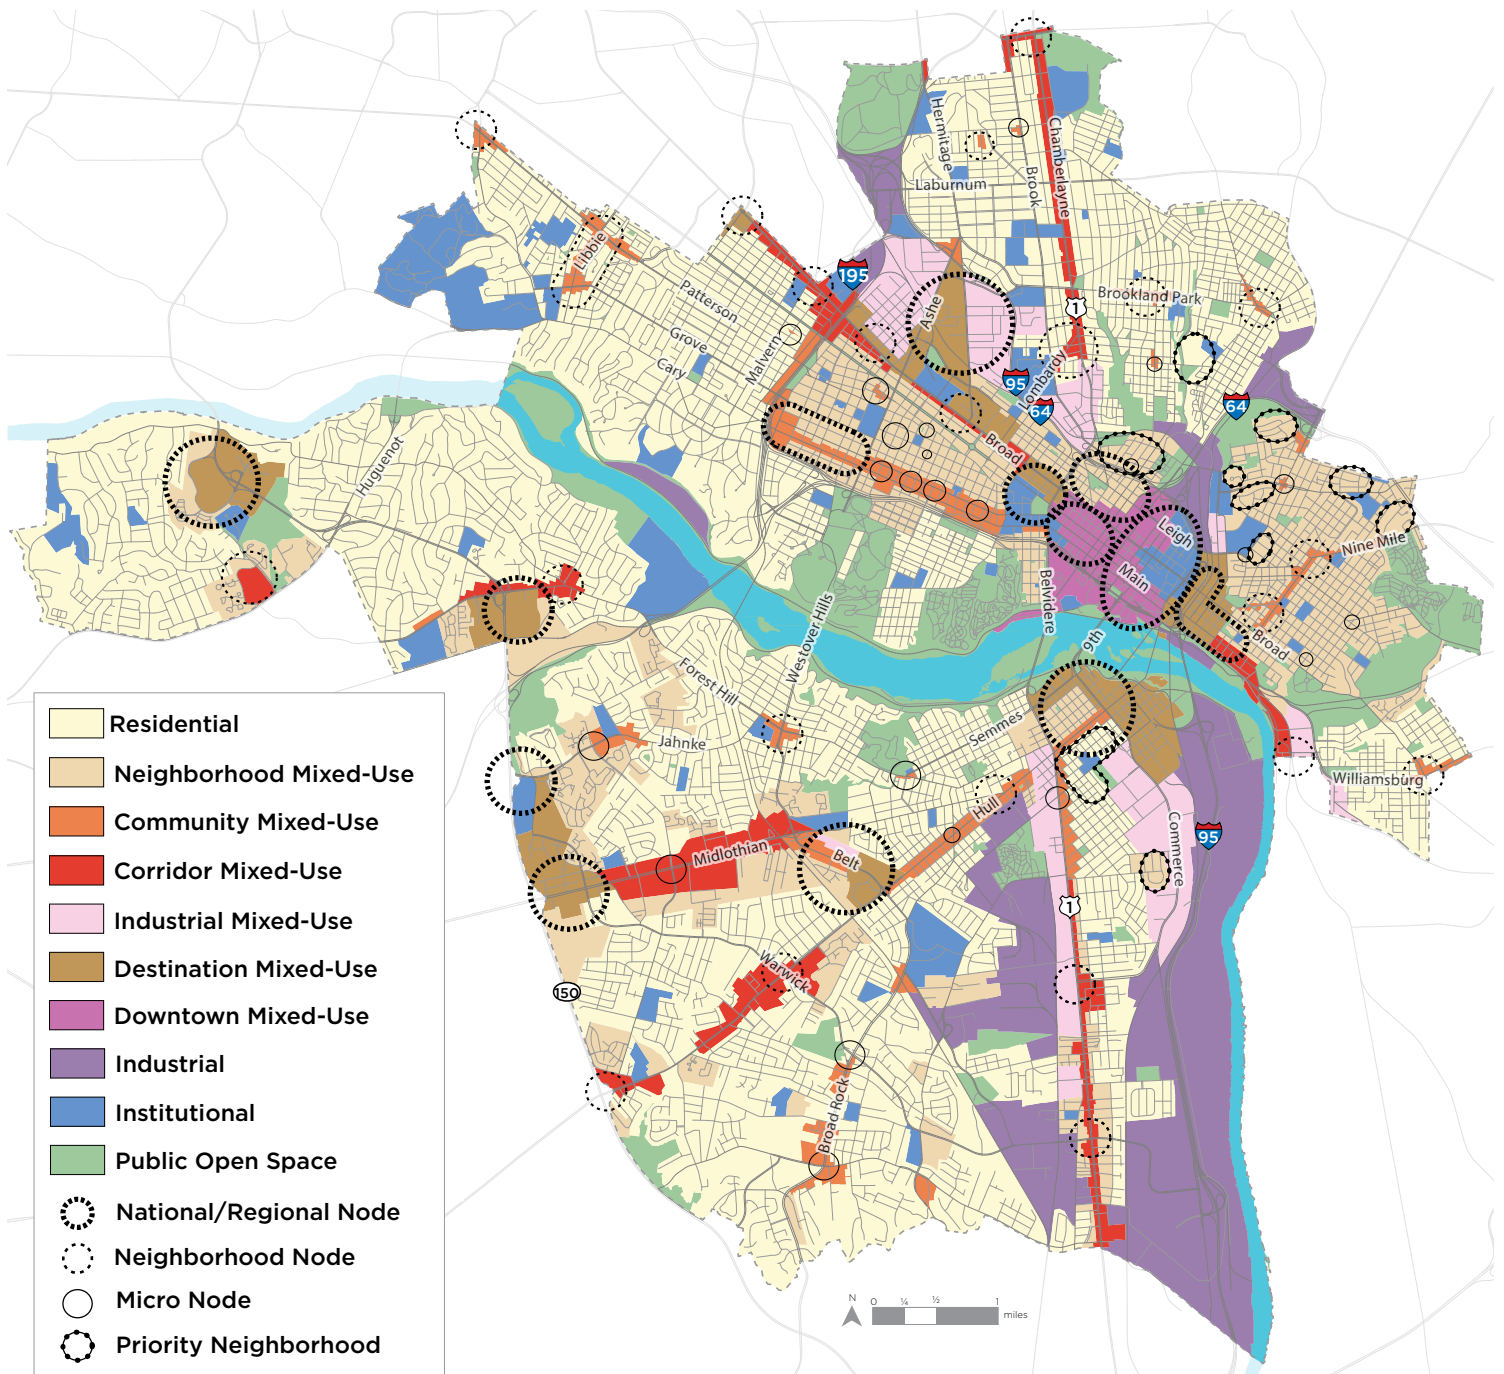 Hermitage
Laburnum
Brook
Chamberlayne
Libbie
195
Patterson
Ashe
Brookland Park
1
Grove
Cary
Malvern
95
Lombardy
64
64
Huguenot
Broad
Leigh
Nine Mile
Main
Belvidere
Westover Hills
9th
Broad
Forest Hill
Semmes
Jahnke
Williamsburg
Hull
Commerce
95
Midlothian
Belt
1
Warwick
150
Broad Rock
Residential
Neighborhood Mixed-Use
Community Mixed-Use
Corridor Mixed-Use
Industrial Mixed-Use
Destination Mixed-Use
Downtown Mixed-Use
Industrial
Institutional
Public Open Space
National/Regional Node
Neighborhood Node
Micro Node
Priority Neighborhood
N
0 ¼ ½ 1
miles